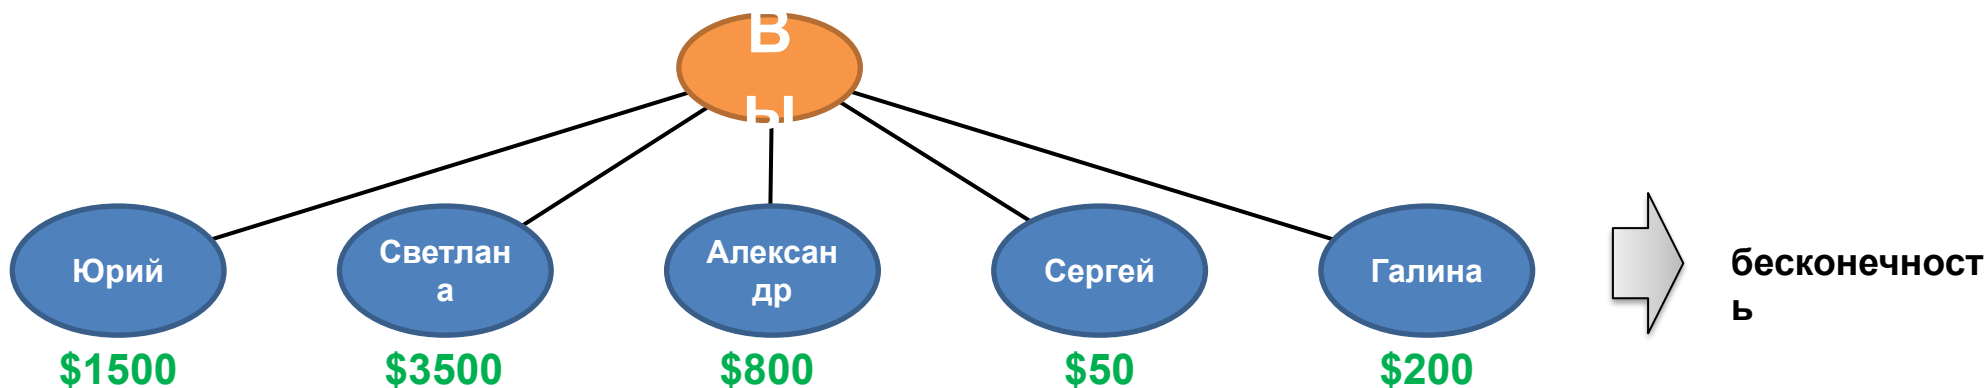 В
ы
Юрий
Светлан
а
Алексан
др
Сергей
Галина
бесконечност
ь
$1500
$3500
$800
$50
$200